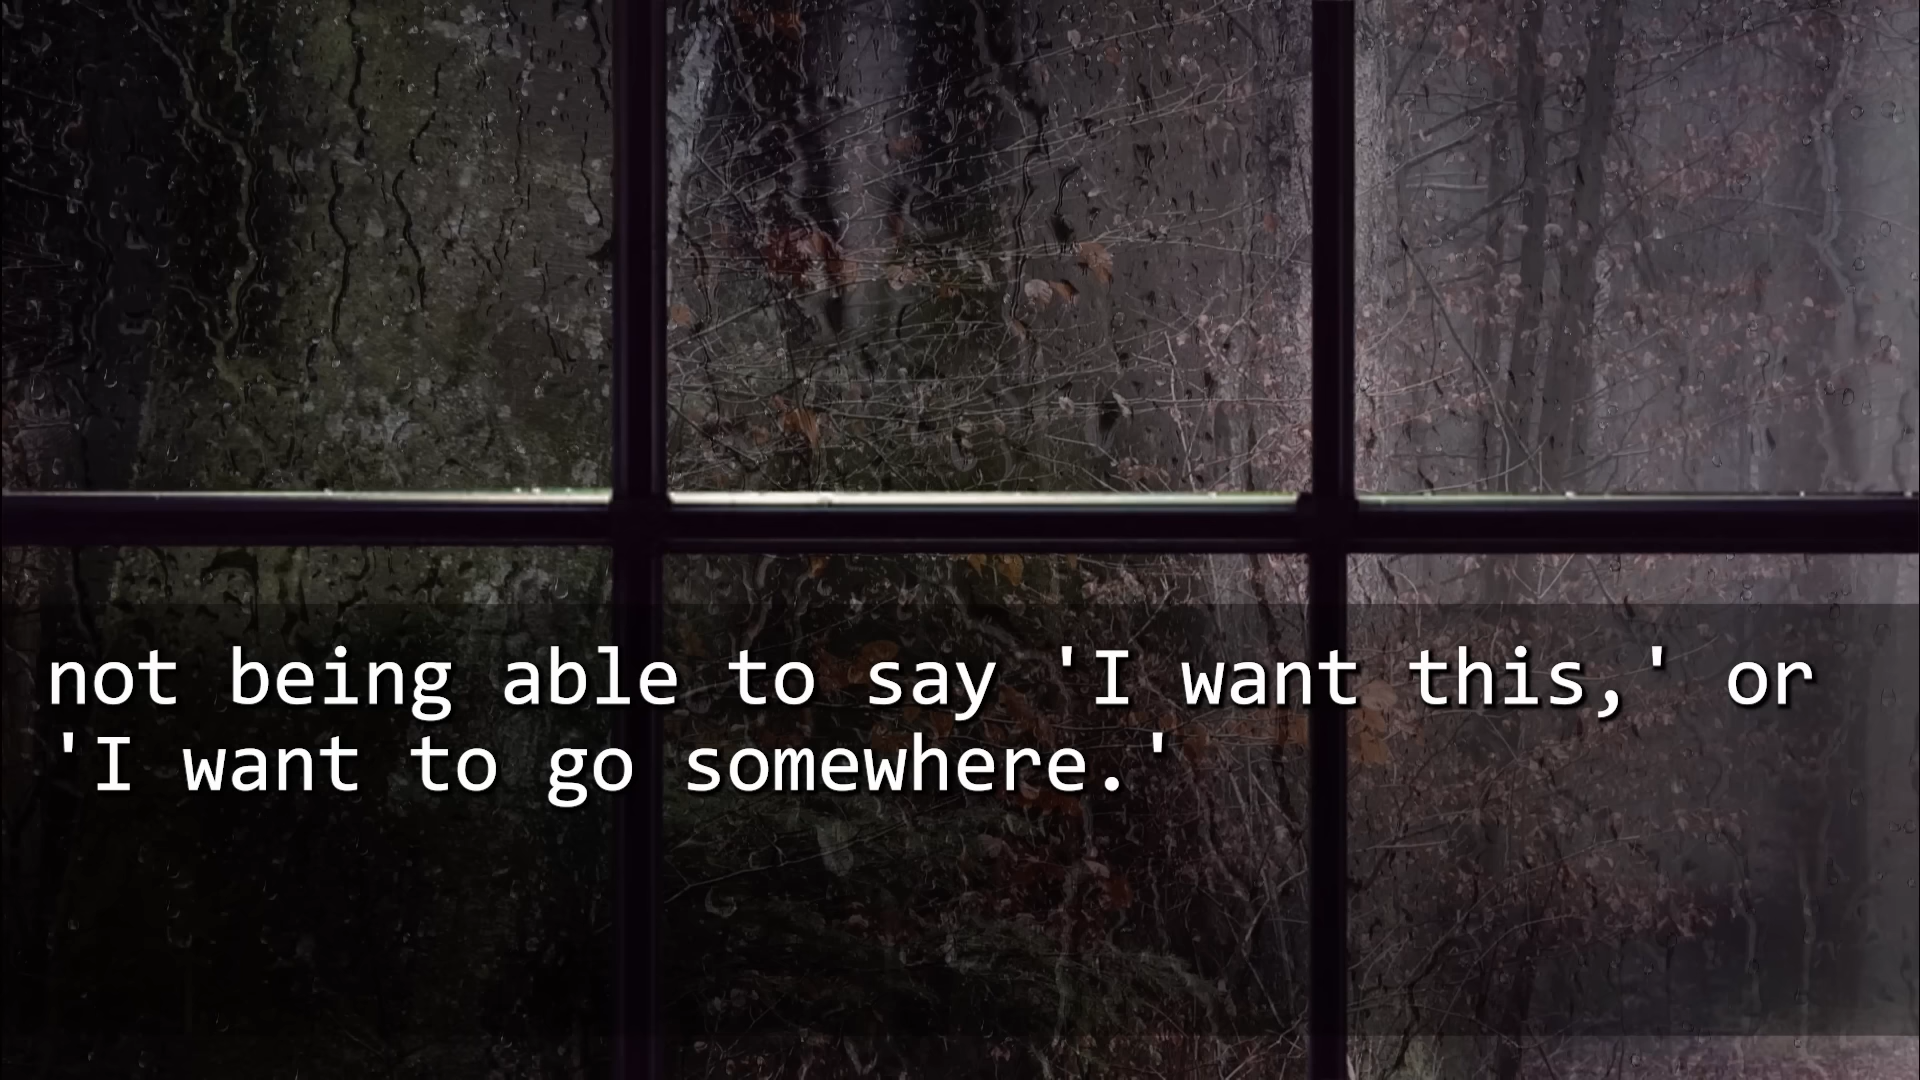 not being able to say 'I want this,' or
'I want to go somewhere.'